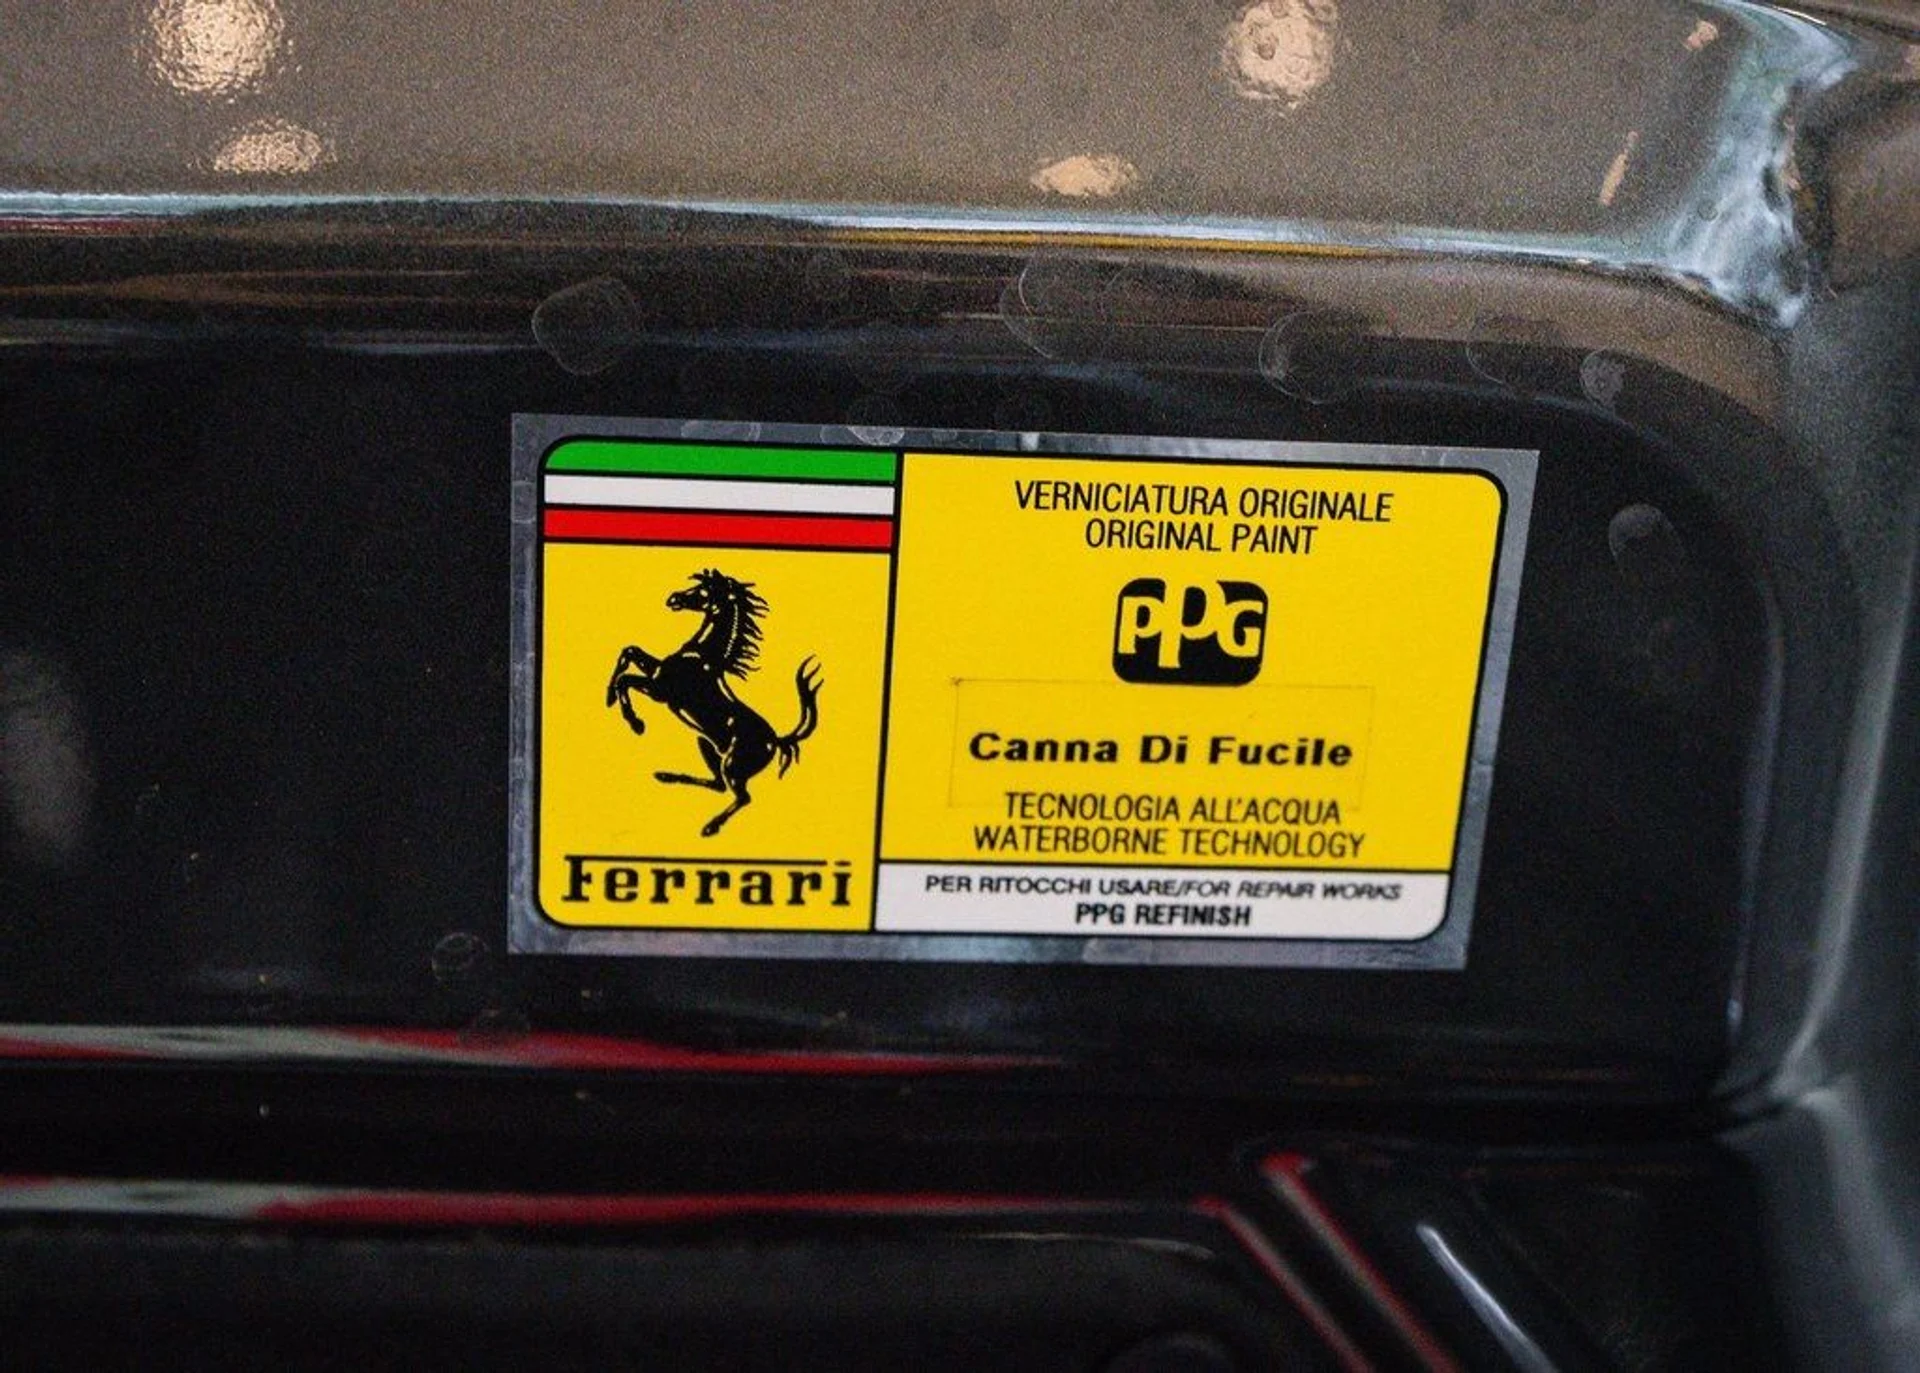 VERNICIATURA ORIGINALE
ORIGINAL PAINT
PPG
Canna Di Fucile
TECNOLOGIA ALL'ACQUA
WATERBORNE TECHNOLOGY
PER RITOCCHI USARE/FOR REPAIR WORKS
PPG REFINISH
Ferrari